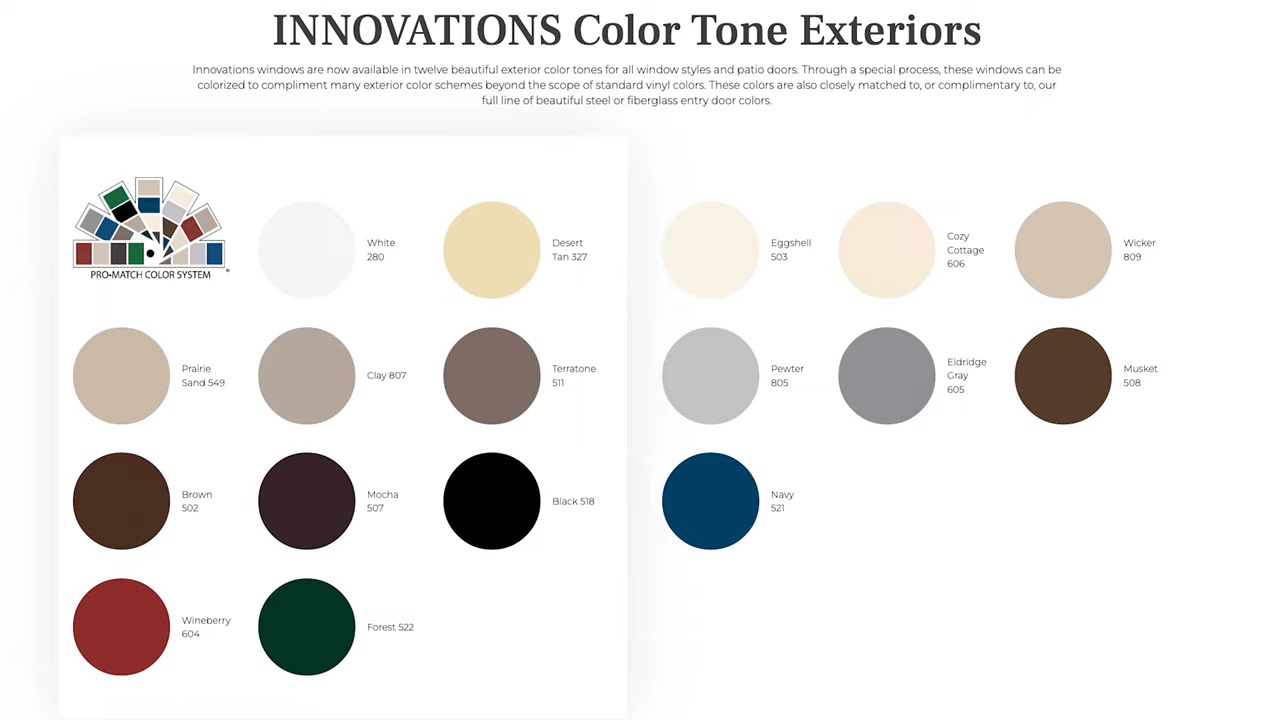 INNOVATIONS Color Tone Exteriors
Innovations windows are now available in twelve beautiful exterior color tones for all window styles and patio doors. Through a special process, these windows can be
colorized to compliment many exterior color schemes beyond the scope of standard vinyl colors. These colors are also closely matched to, or complimentary to, our
full line of beautiful steel or fiberglass entry door colors.
PRO•MATCH COLOR SYSTEM®
White
280
Desert
Tan 327
Eggshell
503
Cozy
Cottage
606
Wicker
809
Prairie
Sand 549
Clay 807
Terratone
511
Pewter
805
Eldridge
Gray
605
Musket
508
Brown
502
Mocha
507
Black 518
Navy
521
Wineberry
604
Forest 522